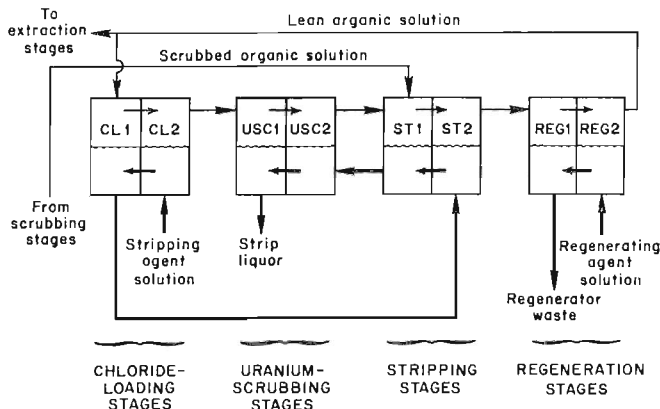 To
extraction
stages
Lean organic solution
Scrubbed organic solution
CL1 CL2
USC1 USC2
ST1 ST2
REG1 REG2
From
scrubbing
stages
Stripping
agent
solution
Strip
liquor
Regenerating
agent
solution
Regenerator
waste
CHLORIDE-
LOADING
STAGES
URANIUM-
SCRUBBING
STAGES
STRIPPING
STAGES
REGENERATION
STAGES